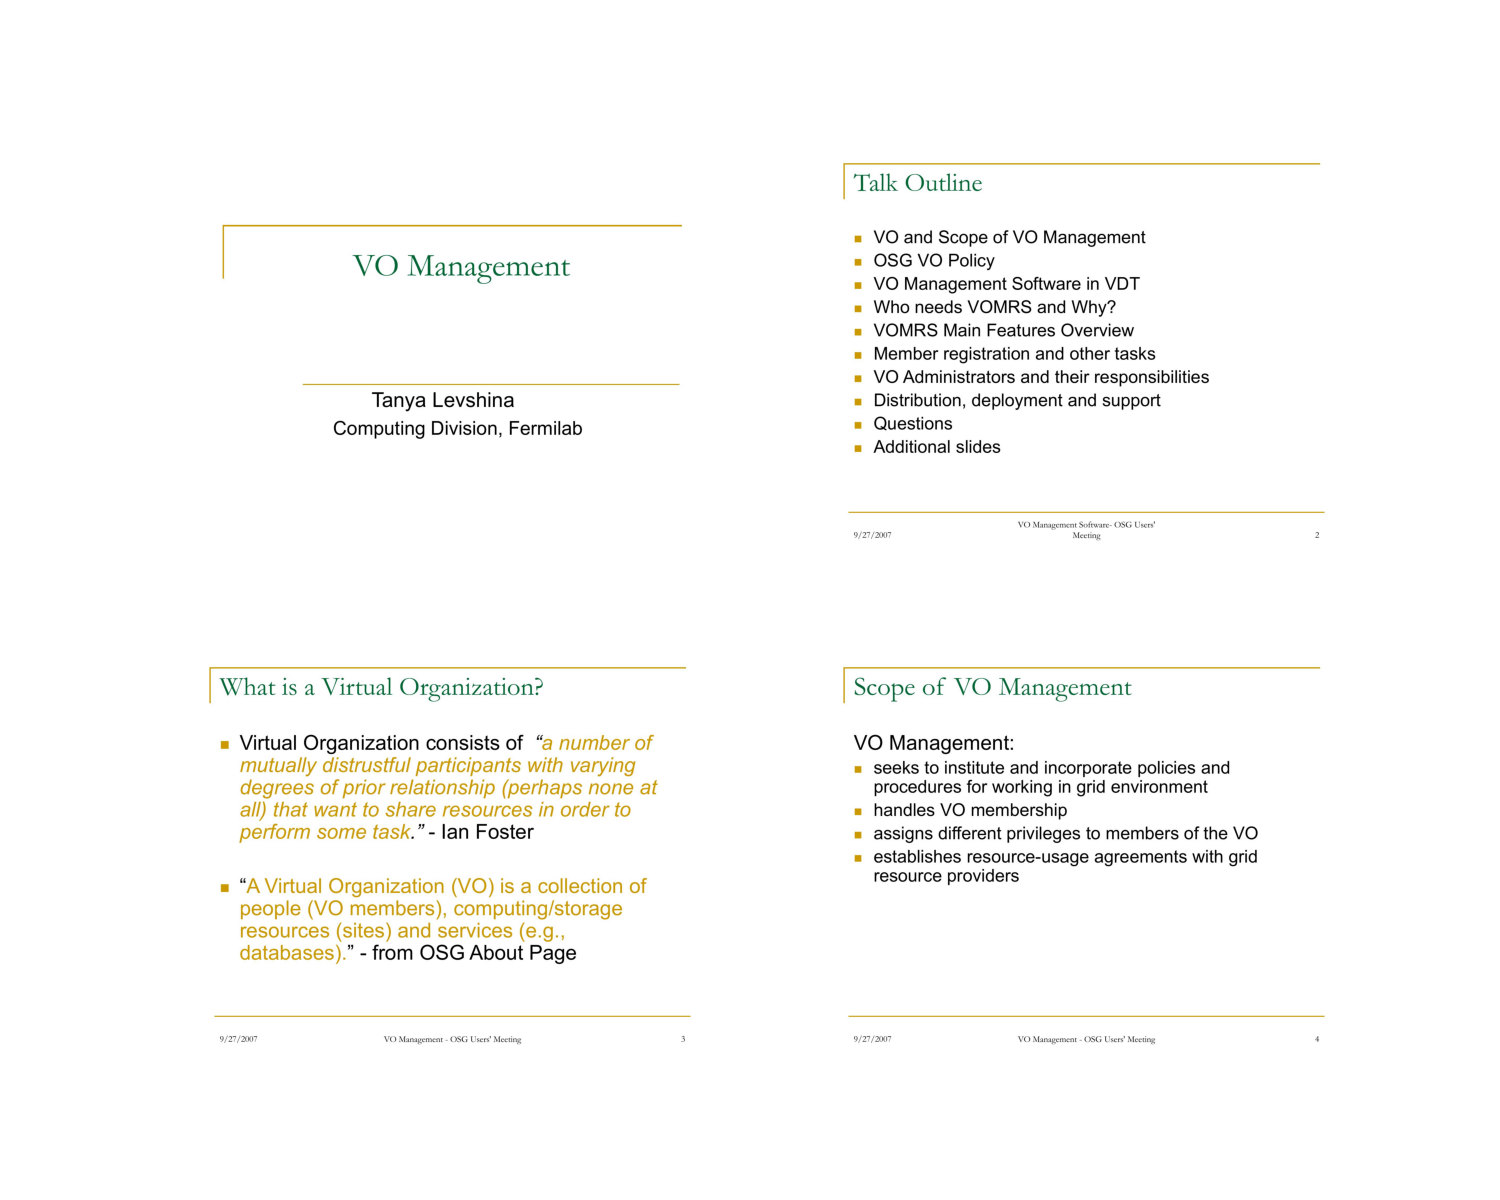 VO Management
Tanya Levshina
Computing Division, Fermilab
Talk Outline
■ VO and Scope of VO Management
■ OSG VO Policy
■ VO Management Software in VDT
■ Who needs VOMRS and Why?
■ VOMRS Main Features Overview
■ Member registration and other tasks
■ VO Administrators and their responsibilities
■ Distribution, deployment and support
■ Questions
■ Additional slides
9/27/2007
VO Management Software- OSG Users'
Meeting
2
What is a Virtual Organization?
■ Virtual Organization consists of “a number of
mutually distrustful participants with varying
degrees of prior relationship (perhaps none at
all) that want to share resources in order to
perform some task.” - Ian Foster
■ “A Virtual Organization (VO) is a collection of
people (VO members), computing/storage
resources (sites) and services (e.g.,
databases).” - from OSG About Page
9/27/2007
VO Management - OSG Users' Meeting
3
Scope of VO Management
VO Management:
■ seeks to institute and incorporate policies and
procedures for working in grid environment
■ handles VO membership
■ assigns different privileges to members of the VO
■ establishes resource-usage agreements with grid
resource providers
9/27/2007
VO Management - OSG Users' Meeting
4